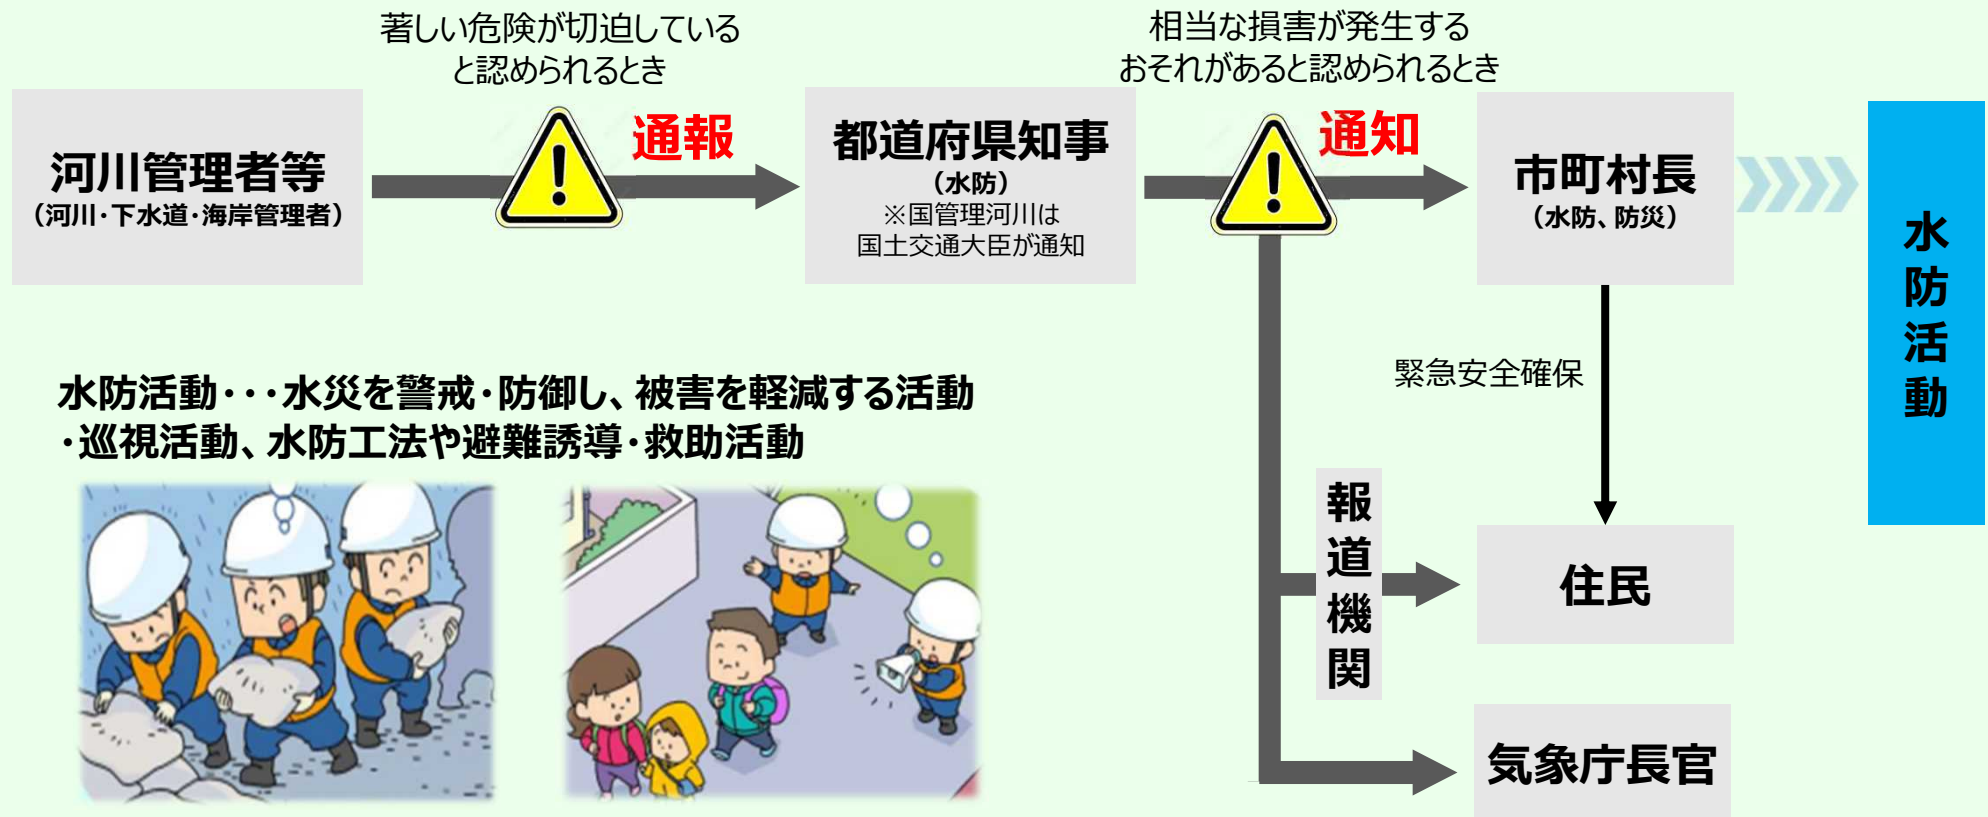 著しい危険が切迫している
と認められるとき
相当な損害が発生する
おそれがあると認められるとき
河川管理者等
（河川・下水道・海岸管理者）
通報
都道府県知事
（水防）
※国管理河川は
国土交通大臣が通知
通知
市町村長
（水防、防災）
水防活動
緊急安全確保
水防活動・・・水災を警戒・防御し、被害を軽減する活動
・巡視活動、水防工法や避難誘導・救助活動
報道機関
住民
気象庁長官